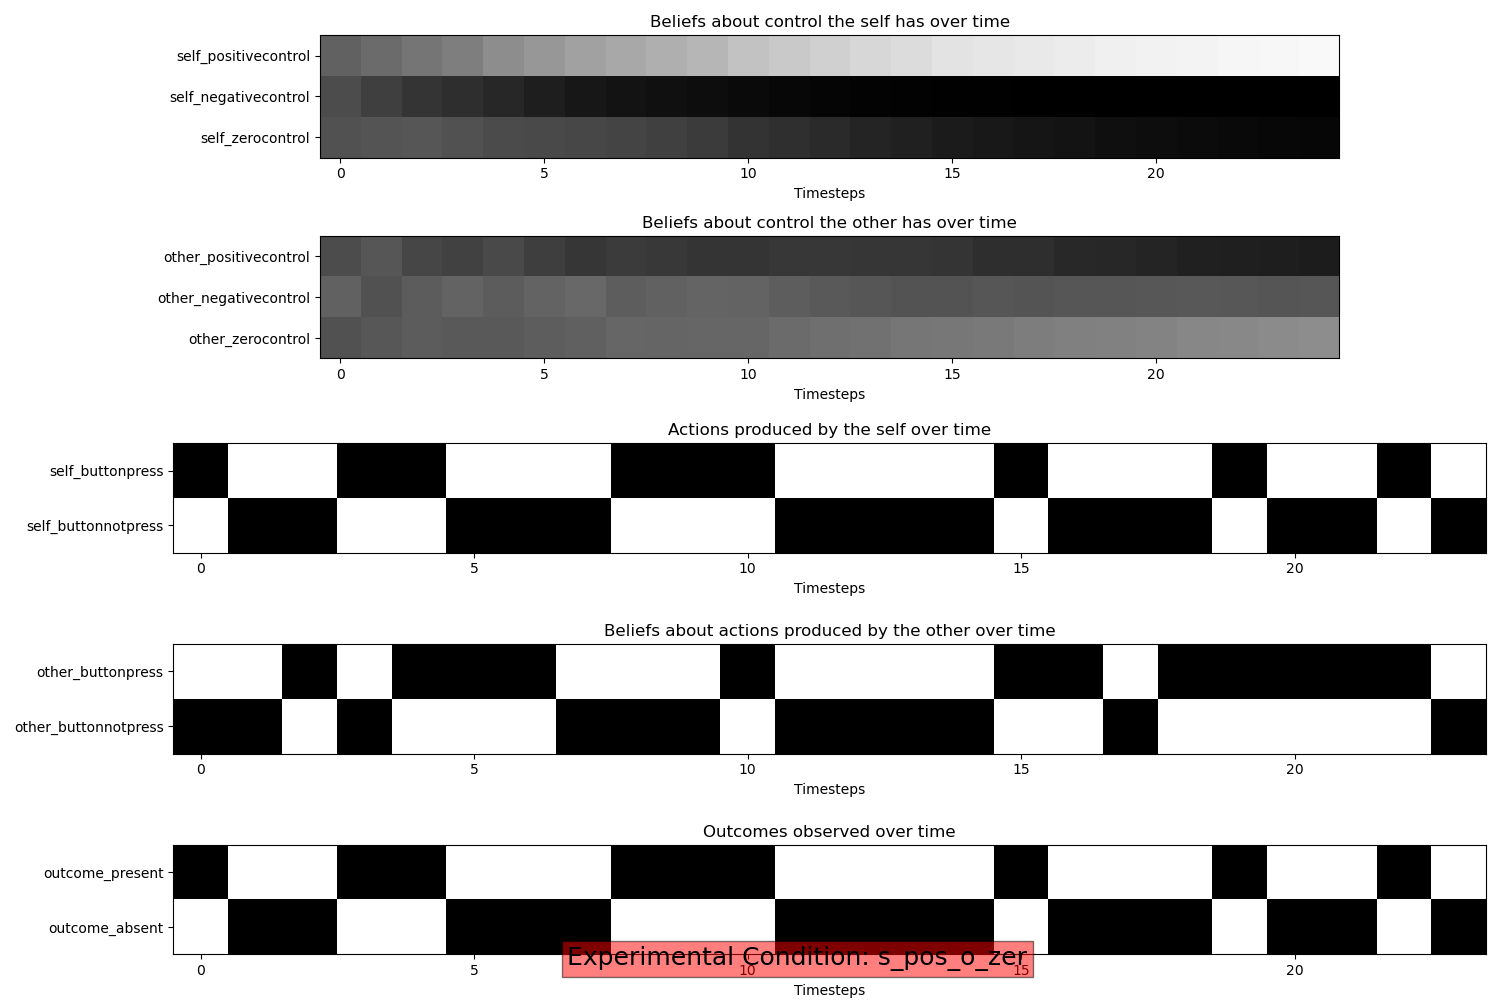 Beliefs about control the self has over time
self_positivecontrol
self_negativecontrol
self_zerocontrol
0 5 10 15 20
Timesteps
Beliefs about control the other has over time
other_positivecontrol
other_negativecontrol
other_zerocontrol
0 5 10 15 20
Timesteps
Actions produced by the self over time
self_buttonpress
self_buttonnotpress
0 5 10 15 20
Timesteps
Beliefs about actions produced by the other over time
other_buttonpress
other_buttonnotpress
0 5 10 15 20
Timesteps
Outcomes observed over time
outcome_present
outcome_absent
Experimental Condition: s_pos_o_zer
0 5 10 15 20
Timesteps